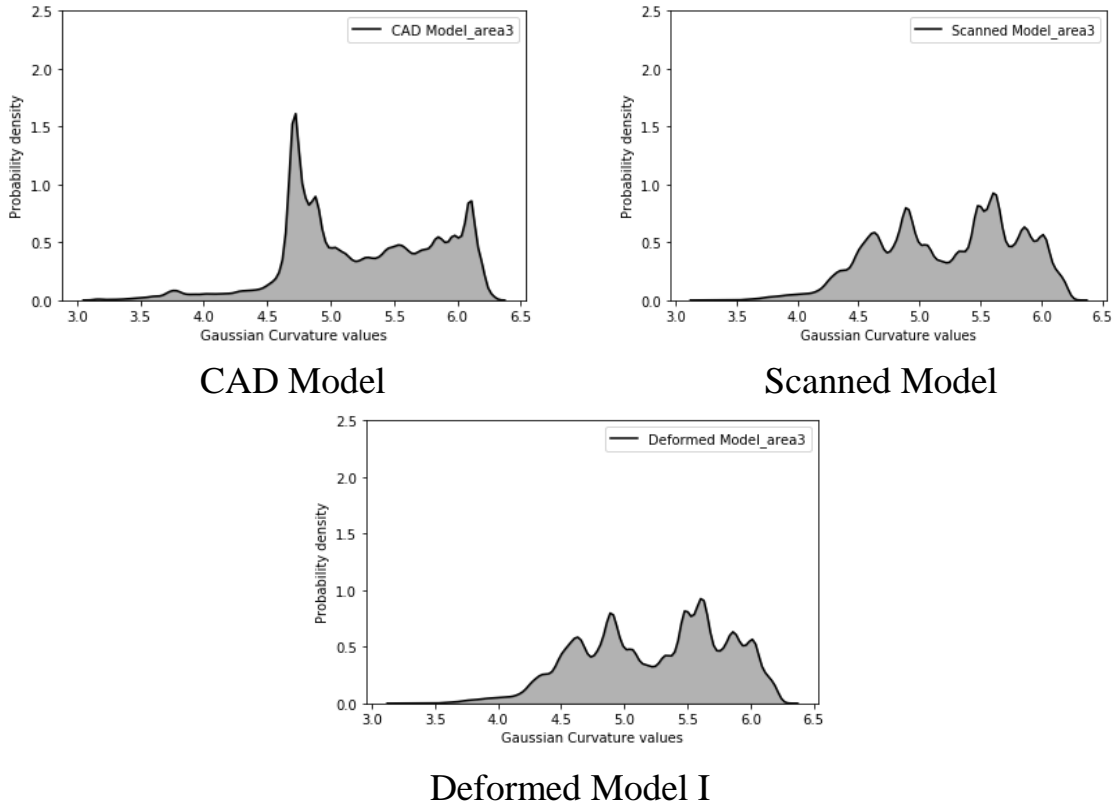 2.5
2.0
1.5
1.0
0.5
0.0
Probability density
CAD Model_area3
3.0 3.5 4.0 4.5 5.0 5.5 6.0 6.5
Gaussian Curvature values
CAD Model
2.5
2.0
1.5
1.0
0.5
0.0
Probability density
Scanned Model_area3
3.0 3.5 4.0 4.5 5.0 5.5 6.0 6.5
Gaussian Curvature values
Scanned Model
2.5
2.0
1.5
1.0
0.5
0.0
Probability density
Deformed Model_area3
3.0 3.5 4.0 4.5 5.0 5.5 6.0 6.5
Gaussian Curvature values
Deformed Model I